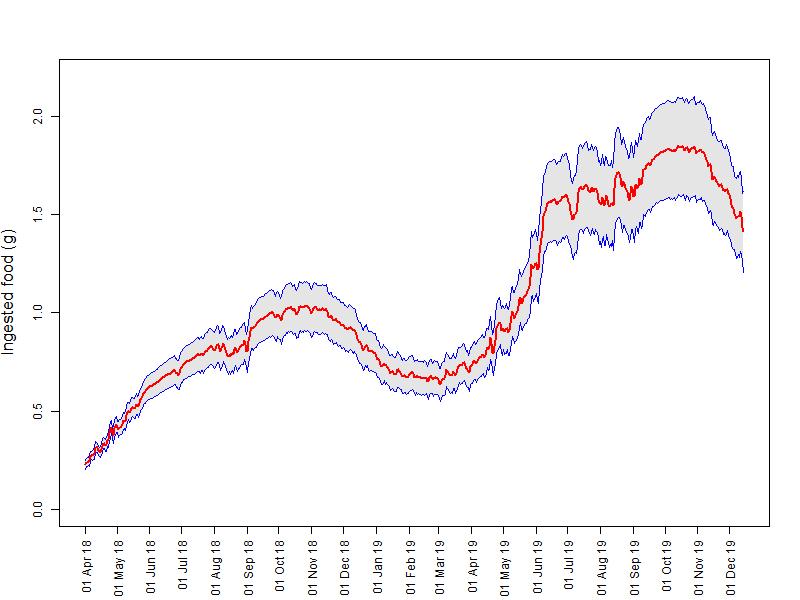 Ingested food (g)
2.0
1.5
1.0
0.5
0.0
01 Apr 18
01 May 18
01 Jun 18
01 Jul 18
01 Aug 18
01 Sep 18
01 Oct 18
01 Nov 18
01 Dec 18
01 Jan 19
01 Feb 19
01 Mar 19
01 Apr 19
01 May 19
01 Jun 19
01 Jul 19
01 Aug 19
01 Sep 19
01 Oct 19
01 Nov 19
01 Dec 19